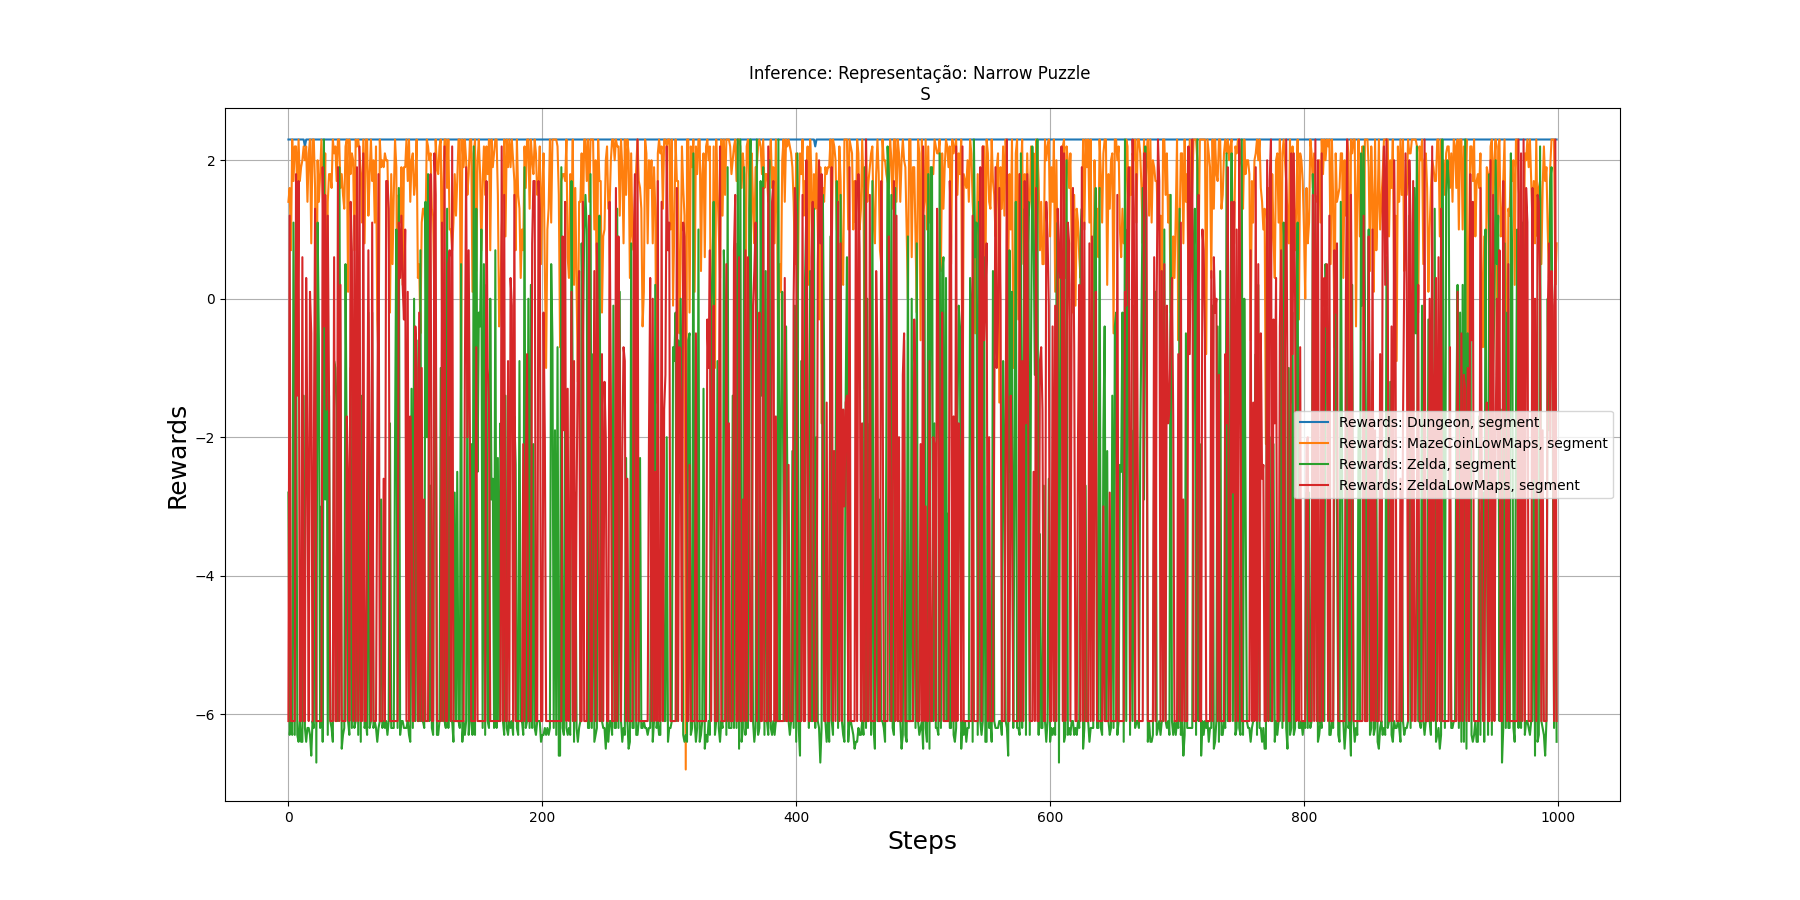 Inference: Representação: Narrow Puzzle
S
Rewards
2
0
−2
−4
−6
Rewards: Dungeon, segment
Rewards: MazeCoinLowMaps, segment
Rewards: Zelda, segment
Rewards: ZeldaLowMaps, segment
0
200
400
600
800
1000
Steps